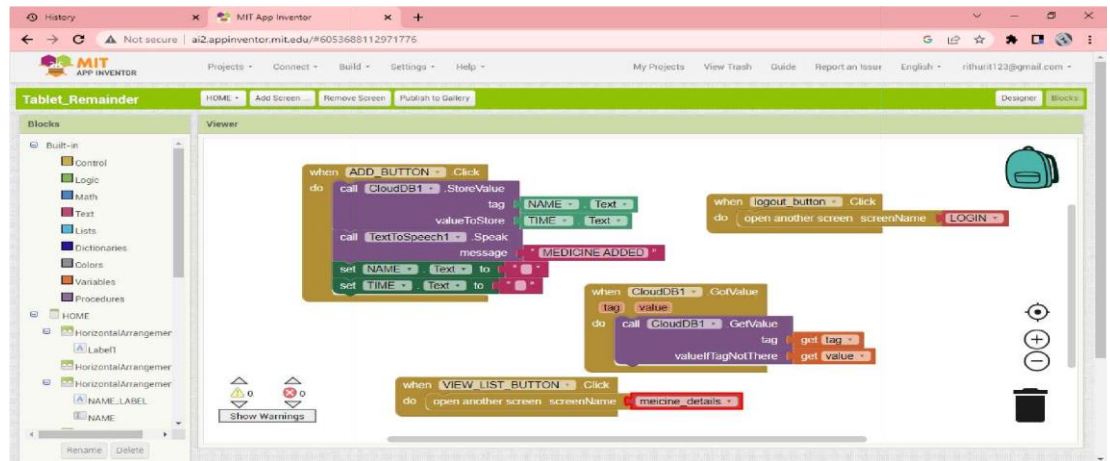 History
MIT App Inventor
Not secure | ai2.appinventor.mit.edu/#6053688112971776
MIT
APP INVENTOR
Projects Connect Build Settings Help My Projects View Trash Guide Report an Issue English rithurit123@gmail.com
Tablet_Remainder HOME Add Screen ... Remove Screen Publish to Gallery Designer Blocks
Blocks Viewer
Built-in
Control
Logic
Math
Text
Lists
Dictionaries
Colors
Variables
Procedures
HOME
HorizontalArrangemer
Label1
HorizontalArrangemer
HorizontalArrangemer
NAME_LABEL
NAME
Rename Delete
when ADD_BUTTON .Click
do call CloudDB1 .StoreValue
tag NAME . Text
valueToStore TIME . Text
call TextToSpeech1 .Speak
message " MEDICINE ADDED "
set NAME . Text to " "
set TIME . Text to " "
when logout_button .Click
do open another screen screenName LOGIN
when CloudDB1 .GotValue
tag value
do call CloudDB1 .GetValue
tag get tag
valueIfTagNotThere get value
when VIEW_LIST_BUTTON .Click
do open another screen screenName meicine_details
0 0
Show Warnings